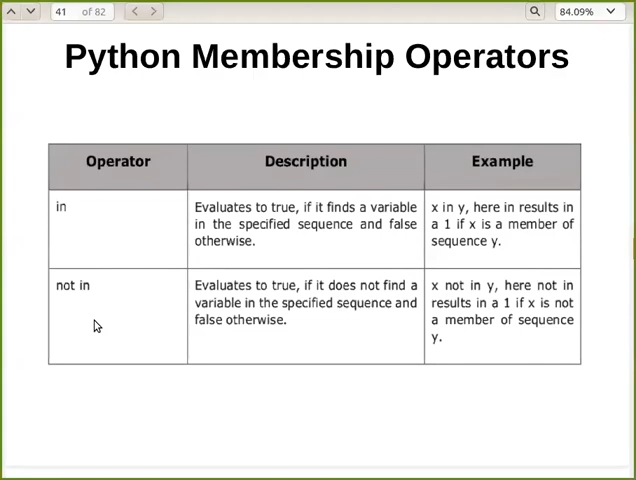 41 of 82
84.09%
Python Membership Operators
Operator Description Example
in
Evaluates to true, if it finds a variable
in the specified sequence and false
otherwise.
x in y, here in results in
a 1 if x is a member of
sequence y.
not in
Evaluates to true, if it does not find a
variable in the specified sequence and
false otherwise.
x not in y, here not in
results in a 1 if x is not
a member of sequence
y.